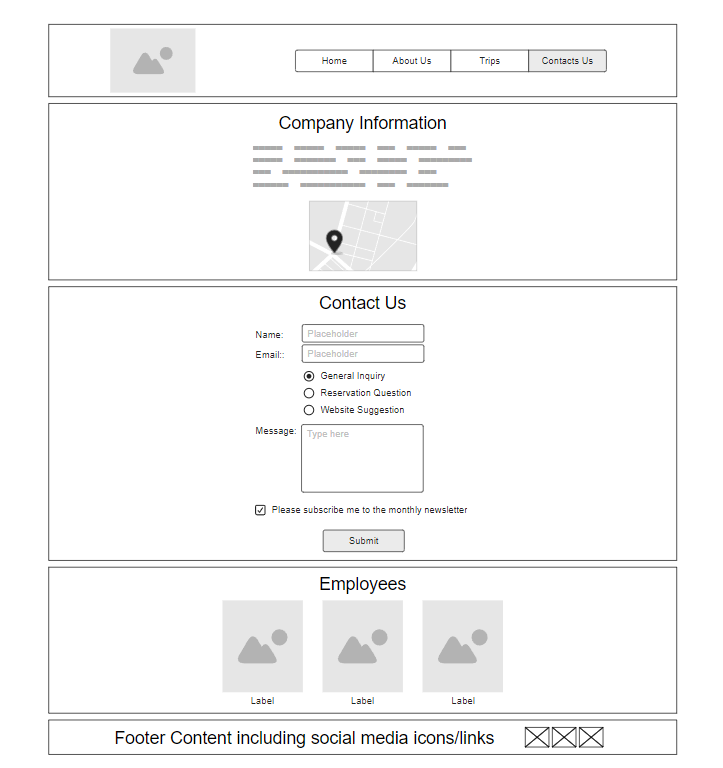 Home About Us Trips Contacts Us
Company Information
Contact Us
Name: Placeholder
Email:: Placeholder
General Inquiry
Reservation Question
Website Suggestion
Message: Type here
Please subscribe me to the monthly newsletter
Submit
Employees
Label Label Label
Footer Content including social media icons/links